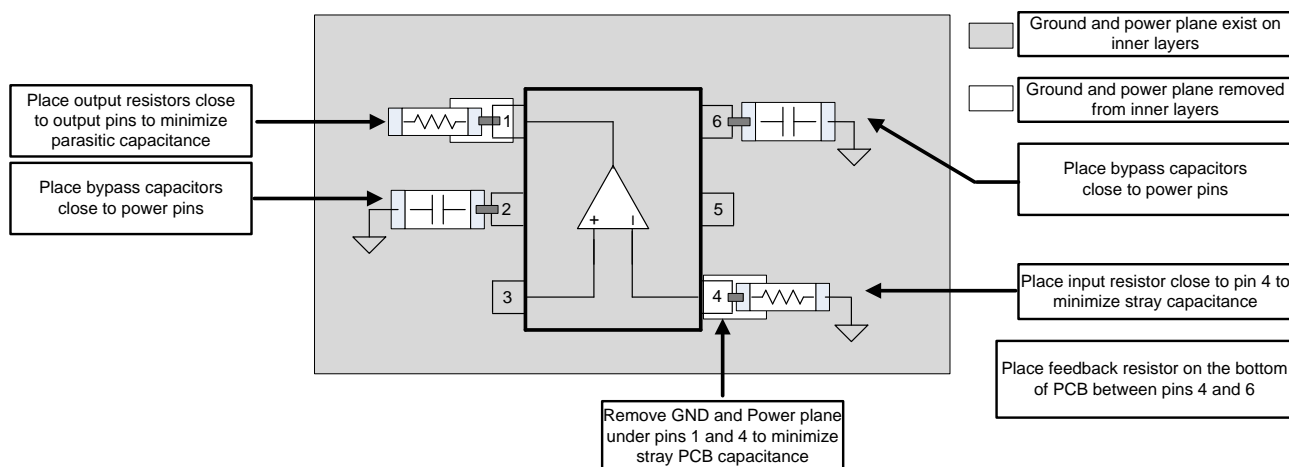 Place output resistors close
to output pins to minimize
parasitic capacitance
Place bypass capacitors
close to power pins
1
2
3
+
–
6
5
4
Ground and power plane exist on
inner layers
Ground and power plane removed
from inner layers
Place bypass capacitors
close to power pins
Place input resistor close to pin 4 to
minimize stray capacitance
Place feedback resistor on the bottom
of PCB between pins 4 and 6
Remove GND and Power plane
under pins 1 and 4 to minimize
stray PCB capacitance